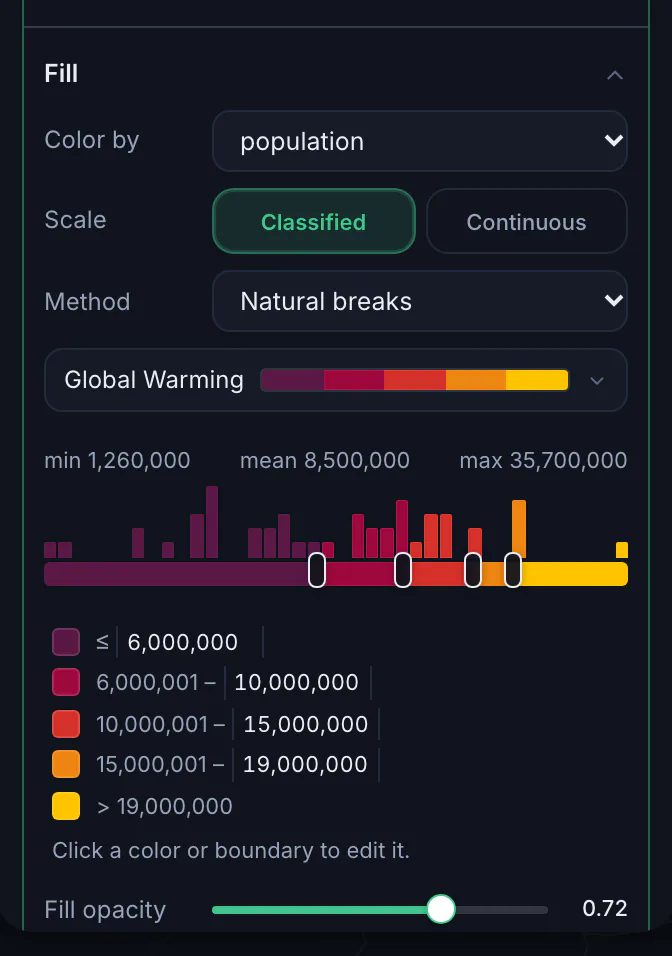 Fill
Color by population
Scale Classified Continuous
Method Natural breaks
Global Warming
min 1,260,000 mean 8,500,000 max 35,700,000
≤ 6,000,000
6,000,001 – 10,000,000
10,000,001 – 15,000,000
15,000,001 – 19,000,000
> 19,000,000
Click a color or boundary to edit it.
Fill opacity 0.72